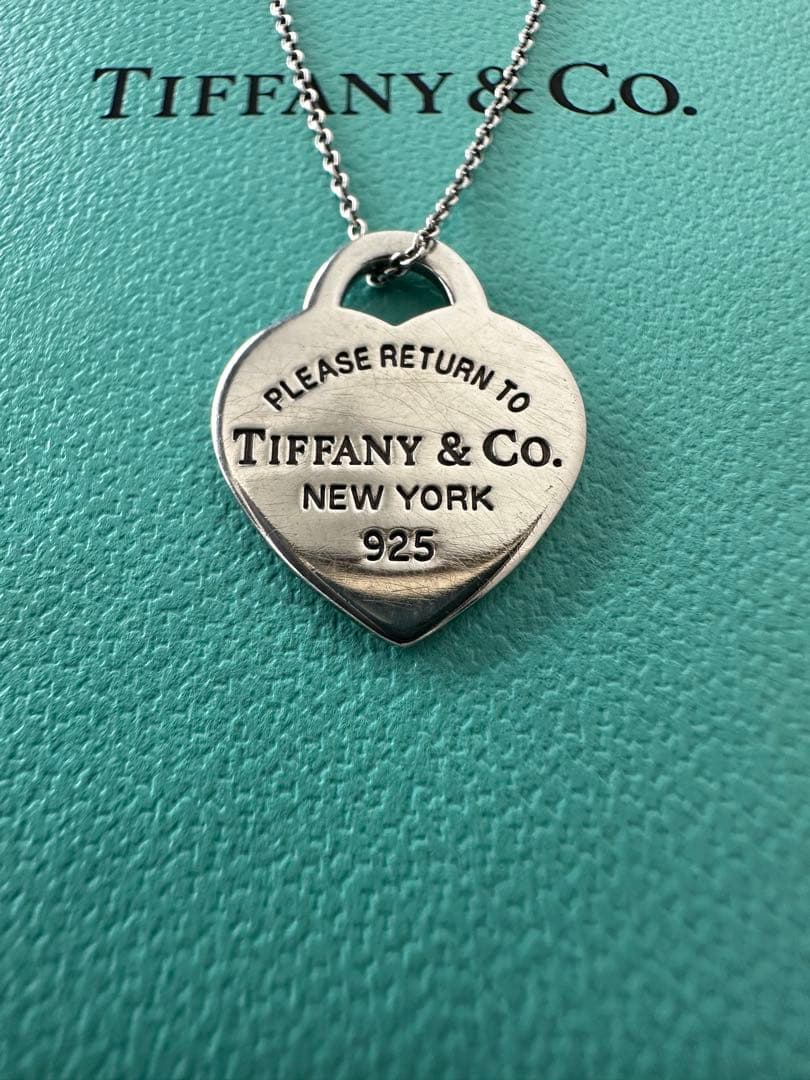 TIFFANY & CO.
PLEASE RETURN TO
TIFFANY & CO.
NEW YORK
925